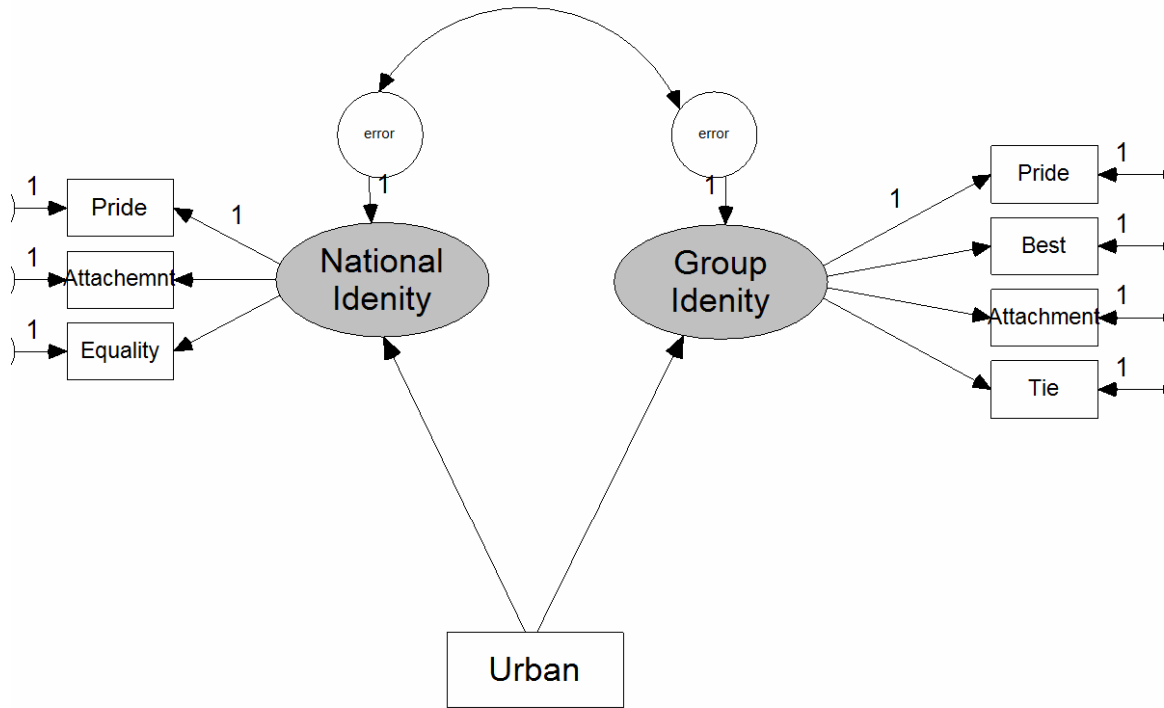 error
error
1
1
1
Pride
1
National
Idenity
1
Attachemnt
1
Equality
Group
Idenity
1
Pride
1
Best
1
Attachment
1
Tie
1
Urban